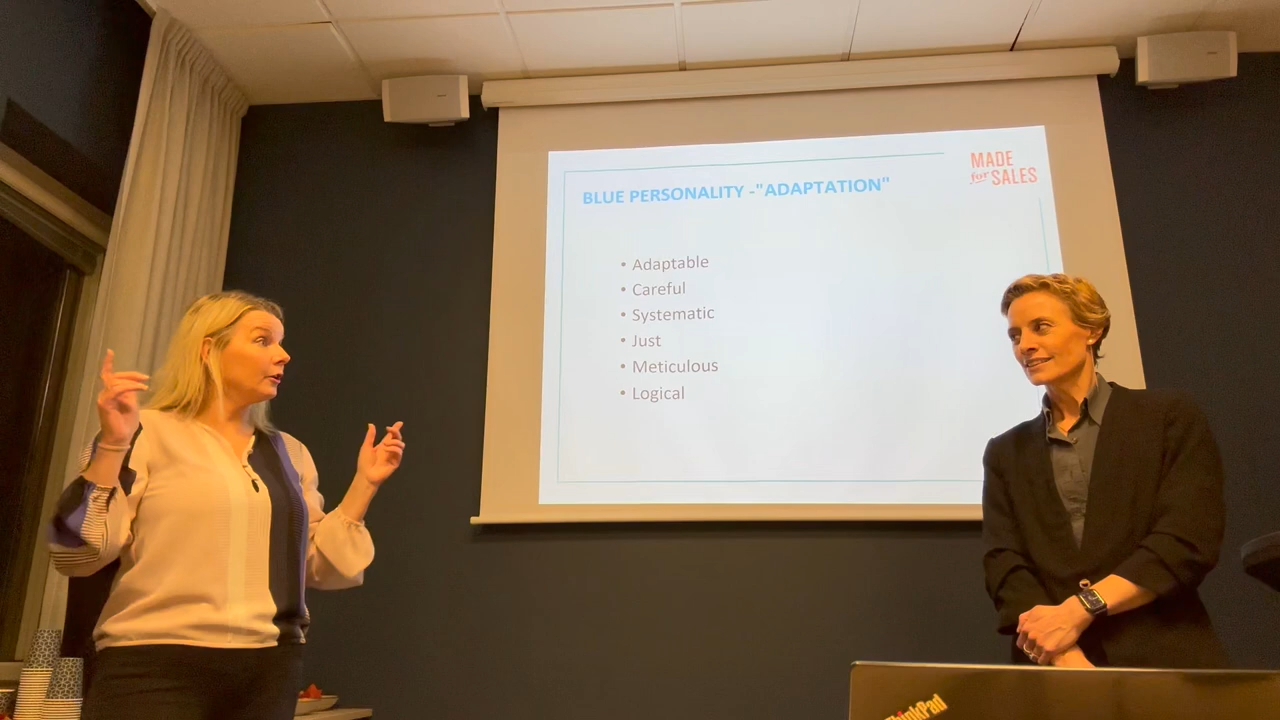 MADE
for SALES
BLUE PERSONALITY -"ADAPTATION"
• Adaptable
• Careful
• Systematic
• Just
• Meticulous
• Logical
ThinkPad